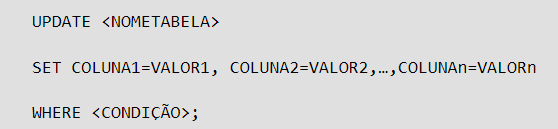 UPDATE <NOMETABELA>
SET COLUNA1=VALOR1, COLUNA2=VALOR2,…,COLUNAn=VALORn
WHERE <CONDIÇÃO>;